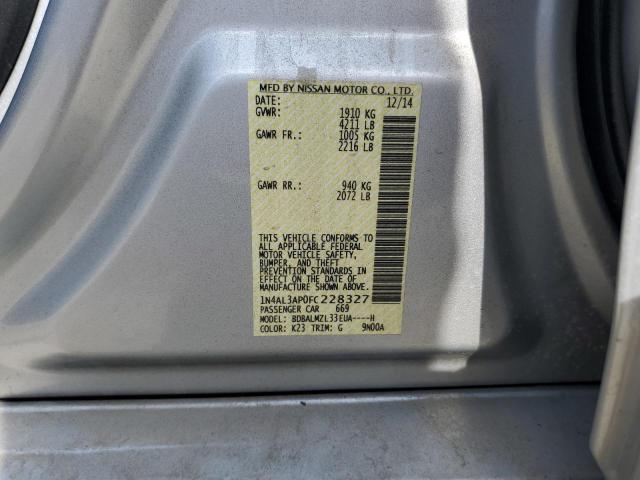 MFD BY NISSAN MOTOR CO., LTD.
DATE: 12/14
GVWR: 1910 KG
4211 LB
GAWR FR.: 1005 KG
2216 LB
GAWR RR.: 940 KG
2072 LB
THIS VEHICLE CONFORMS TO
ALL APPLICABLE FEDERAL
MOTOR VEHICLE SAFETY,
BUMPER, AND THEFT
PREVENTION STANDARDS IN
EFFECT ON THE DATE OF
MANUFACTURE SHOWN ABOVE.
1N4AL3AP0FC228327
PASSENGER CAR 669
MODEL: BDBALMZL33EUA----H
COLOR: K23 TRIM: G 9N00A